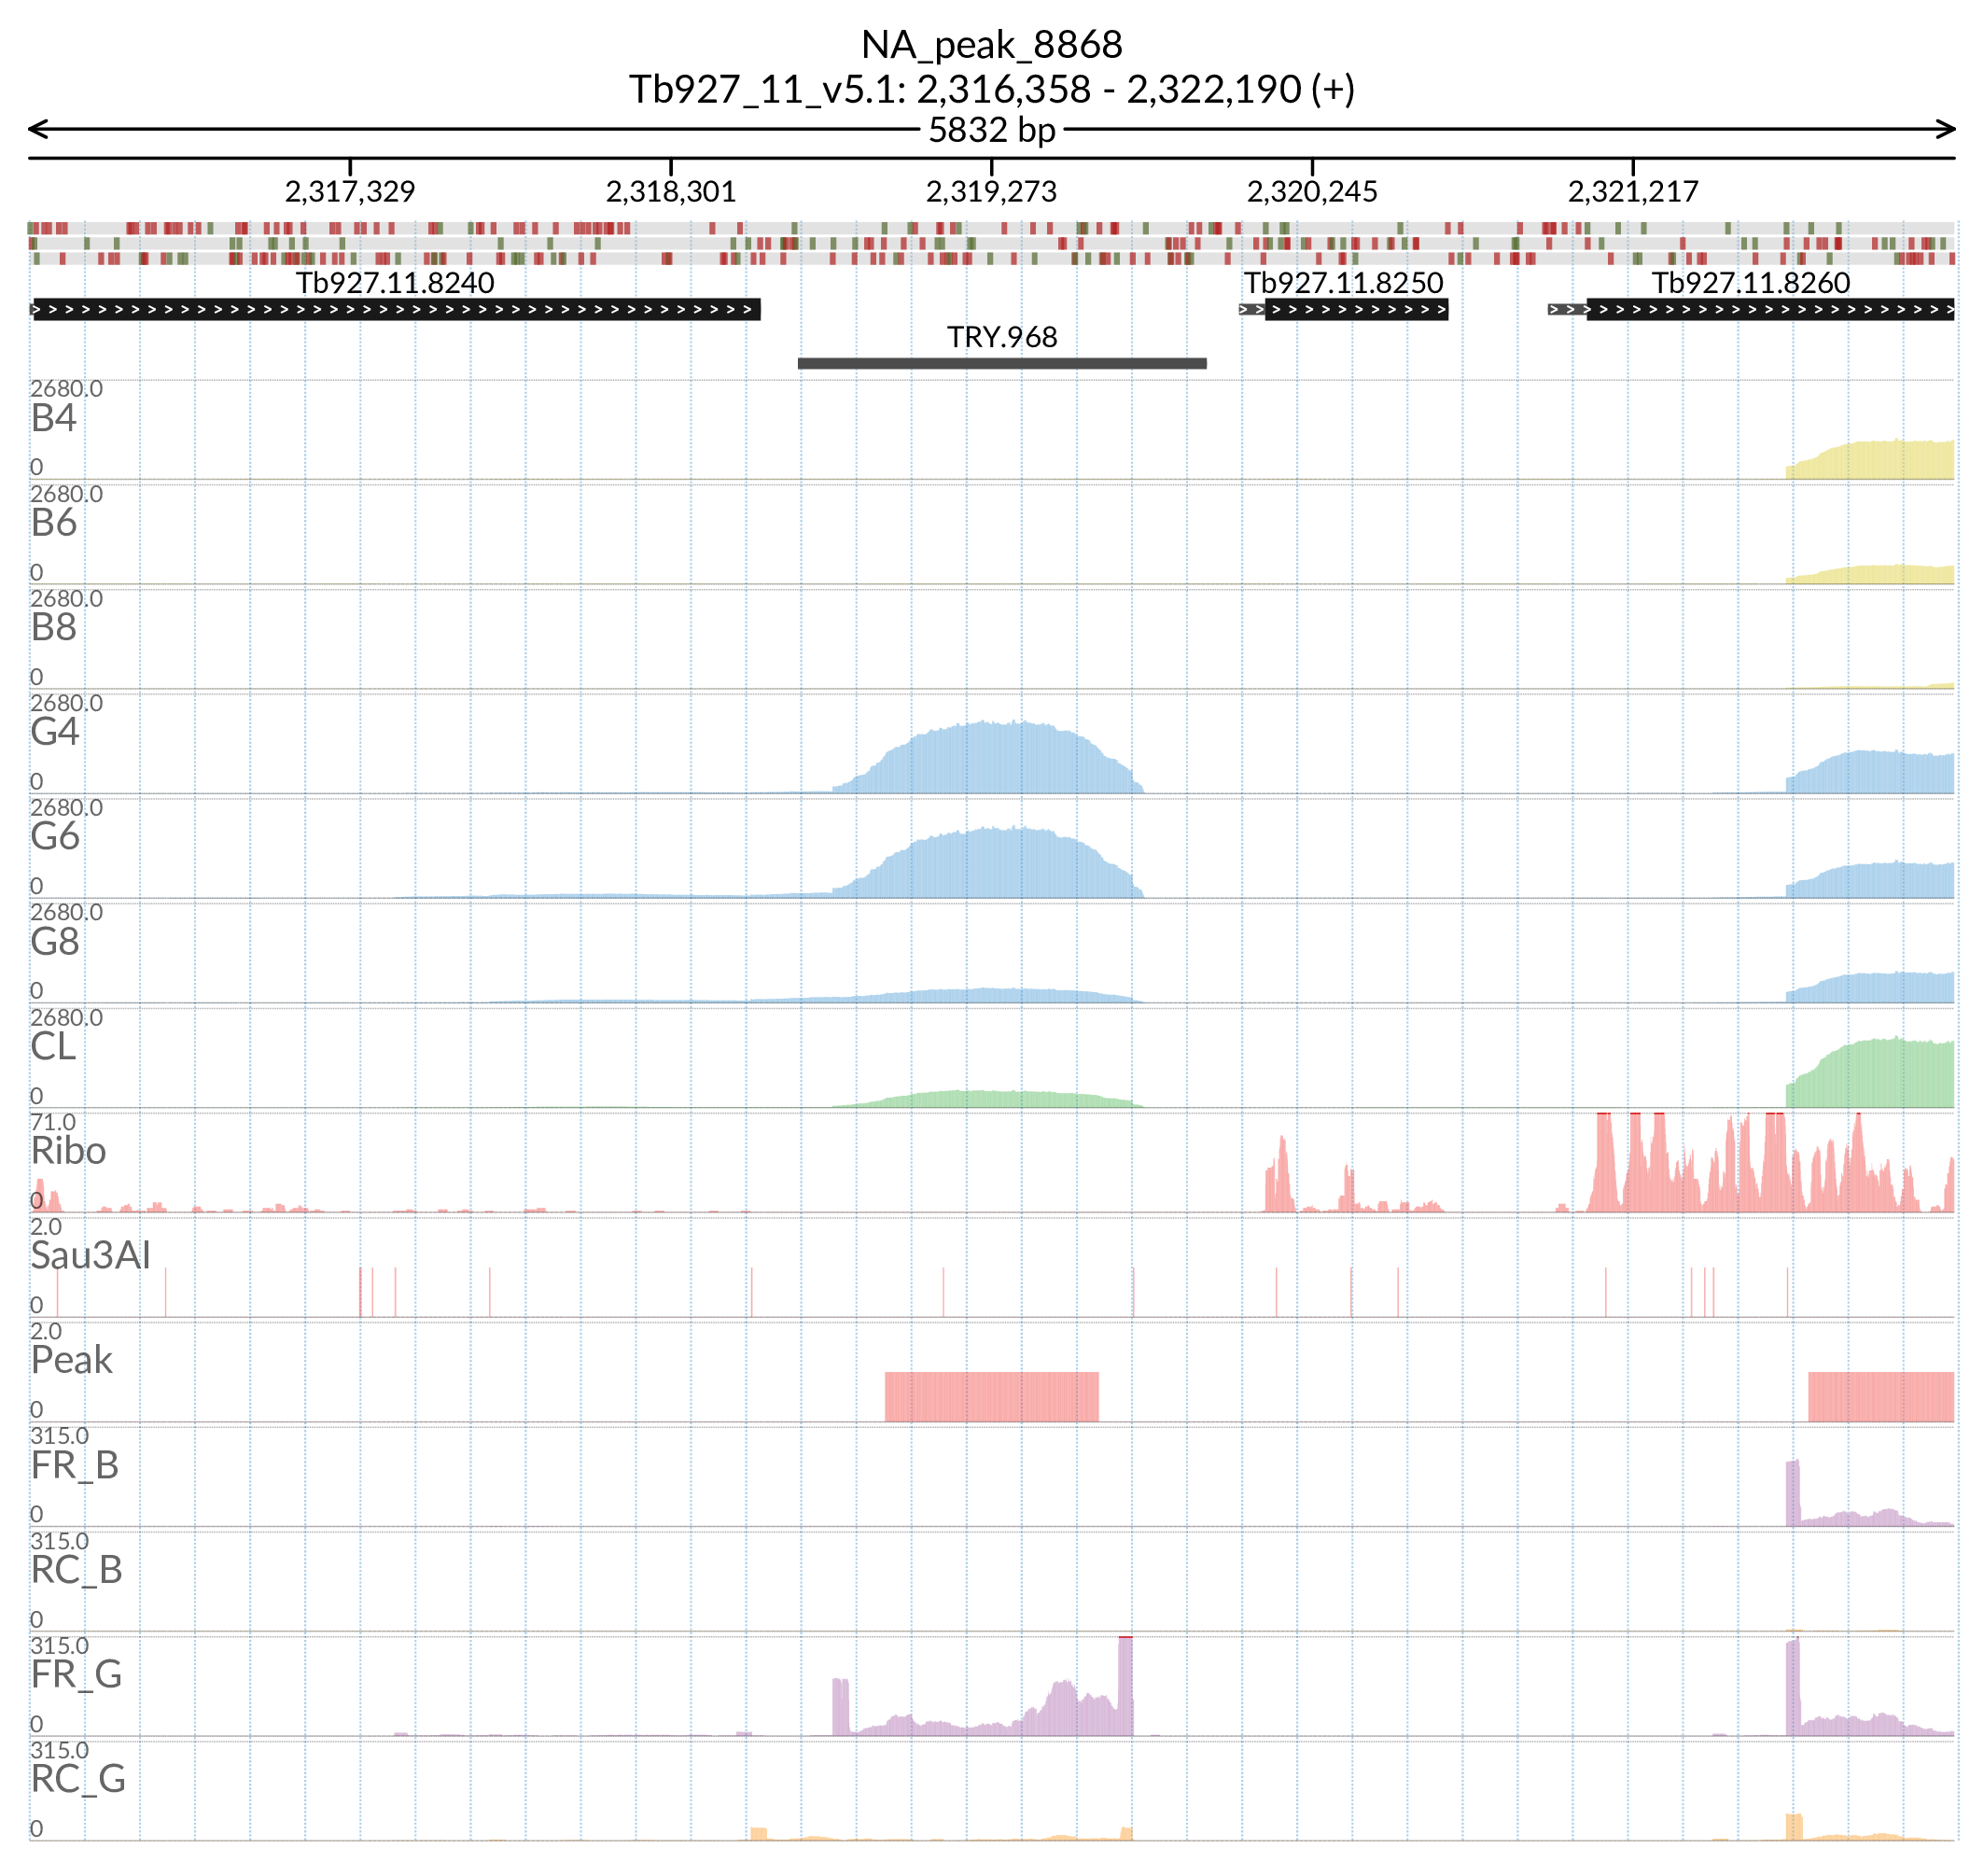 NA_peak_8868
Tb927_11_v5.1: 2,316,358 - 2,322,190 (+)
5832 bp
2,317,329 2,318,301 2,319,273 2,320,245 2,321,217
Tb927.11.8240 Tb927.11.8250 Tb927.11.8260
TRY.968
2680.0
B4
0
2680.0
B6
0
2680.0
B8
0
2680.0
G4
0
2680.0
G6
0
2680.0
G8
0
2680.0
CL
0
71.0
Ribo
0
2.0
Sau3AI
0
2.0
Peak
0
315.0
FR_B
0
315.0
RC_B
0
315.0
FR_G
0
315.0
RC_G
0